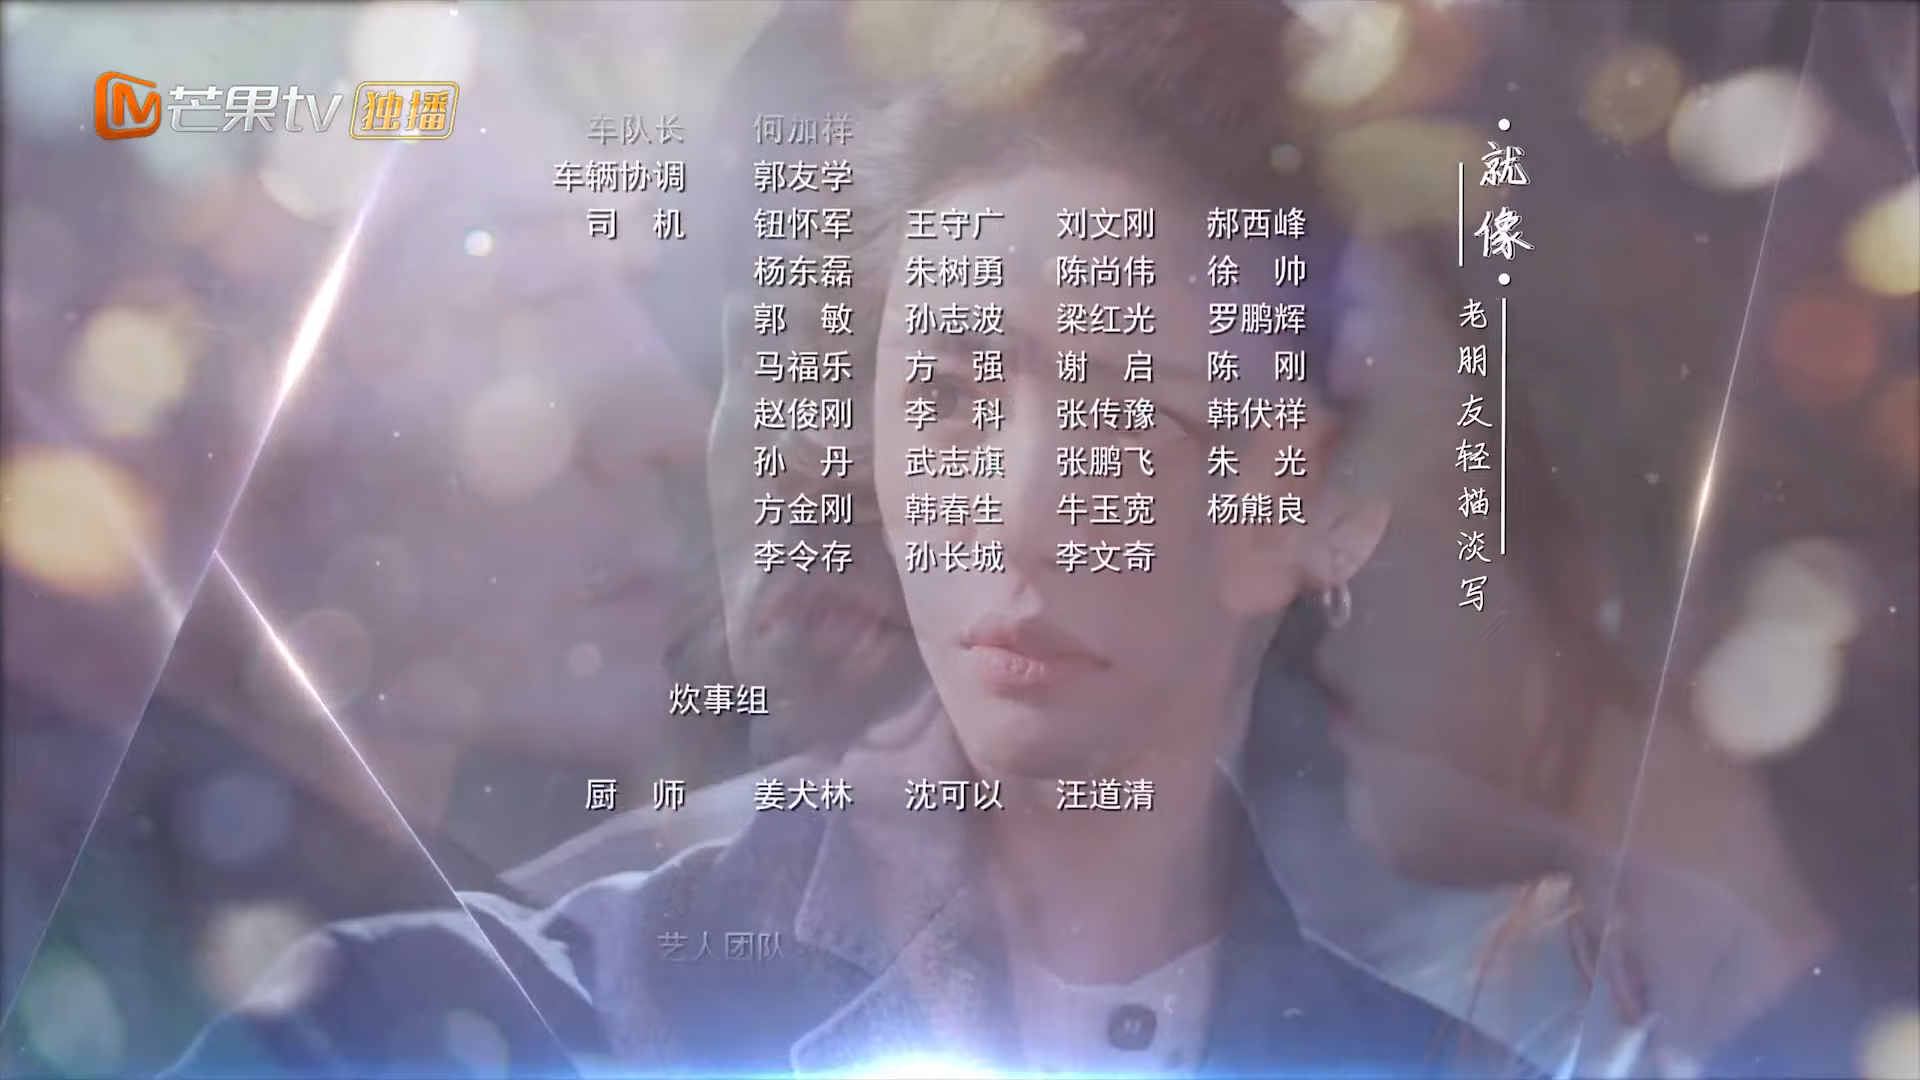 芒果tv 独播
车队长 何加祥
车辆协调 郭友学
司 机 钮怀军 王守广 刘文刚 郝西峰
杨东磊 朱树勇 陈尚伟 徐 帅
郭 敏 孙志波 梁红光 罗鹏辉
马福乐 方 强 谢 启 陈 刚
赵俊刚 李 科 张传豫 韩伏祥
孙 丹 武志旗 张鹏飞 朱 光
方金刚 韩春生 牛玉宽 杨熊良
李令存 孙长城 李文奇
炊事组
厨 师 姜犬林 沈可以 汪道清
艺人团队
就像
老朋友轻描淡写